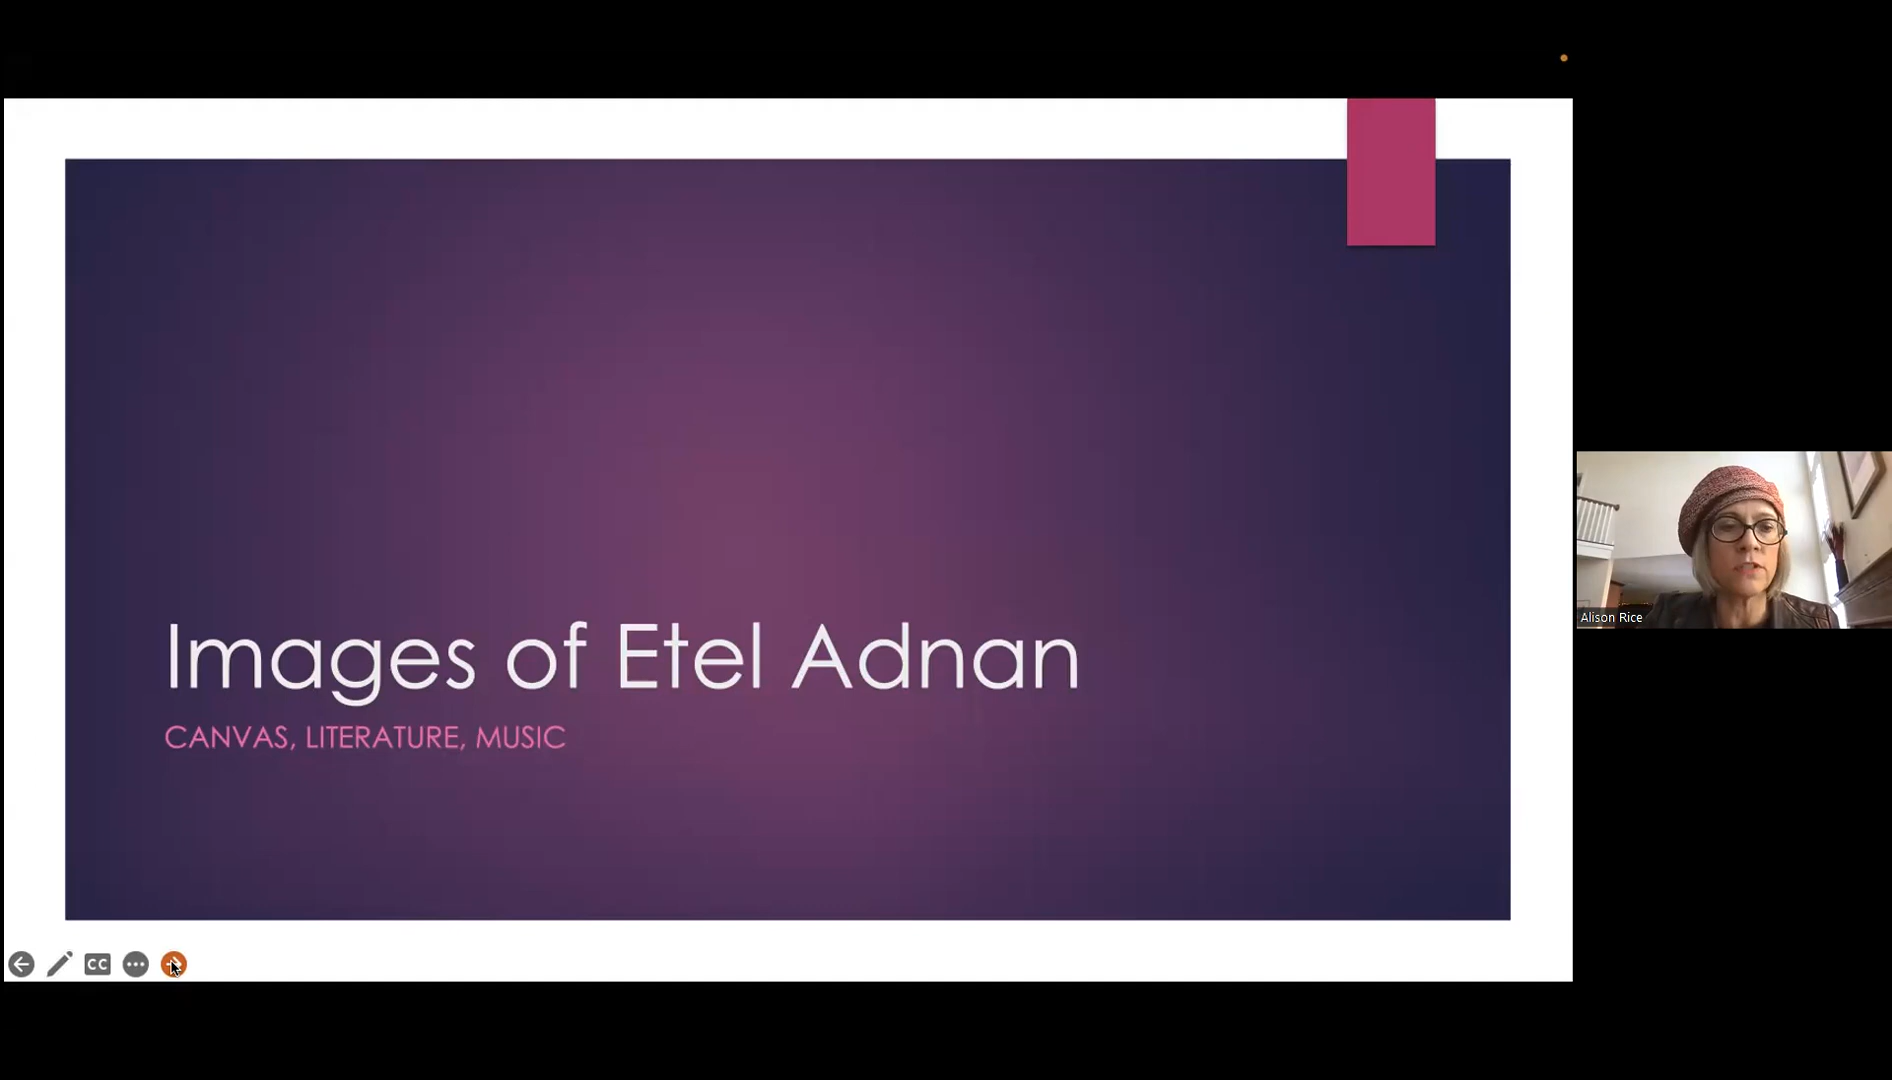 Images of Etel Adnan
CANVAS, LITERATURE, MUSIC
CC
Alison Rice